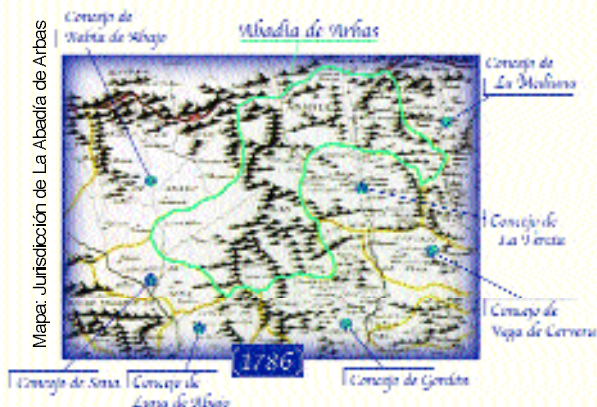 Concejo de
Babia de Abajo
Abadía de Arbas
Concejo de
La Mediana
Concejo de
La Tercia
Concejo de
Vega de Cervera
Concejo de Gordón
1786
Concejo de
Luna de Abajo
Concejo de Sena
Mapa: Jurisdicción de La Abadía de Arbas